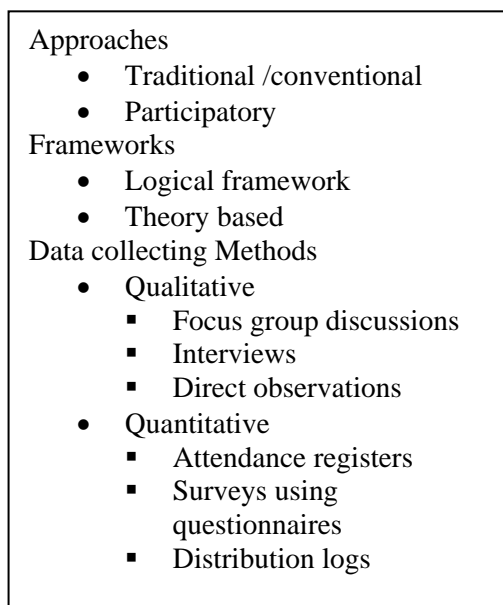 Approaches
• Traditional /conventional
• Participatory
Frameworks
• Logical framework
• Theory based
Data collecting Methods
• Qualitative
▪ Focus group discussions
▪ Interviews
▪ Direct observations
• Quantitative
▪ Attendance registers
▪ Surveys using
questionnaires
▪ Distribution logs